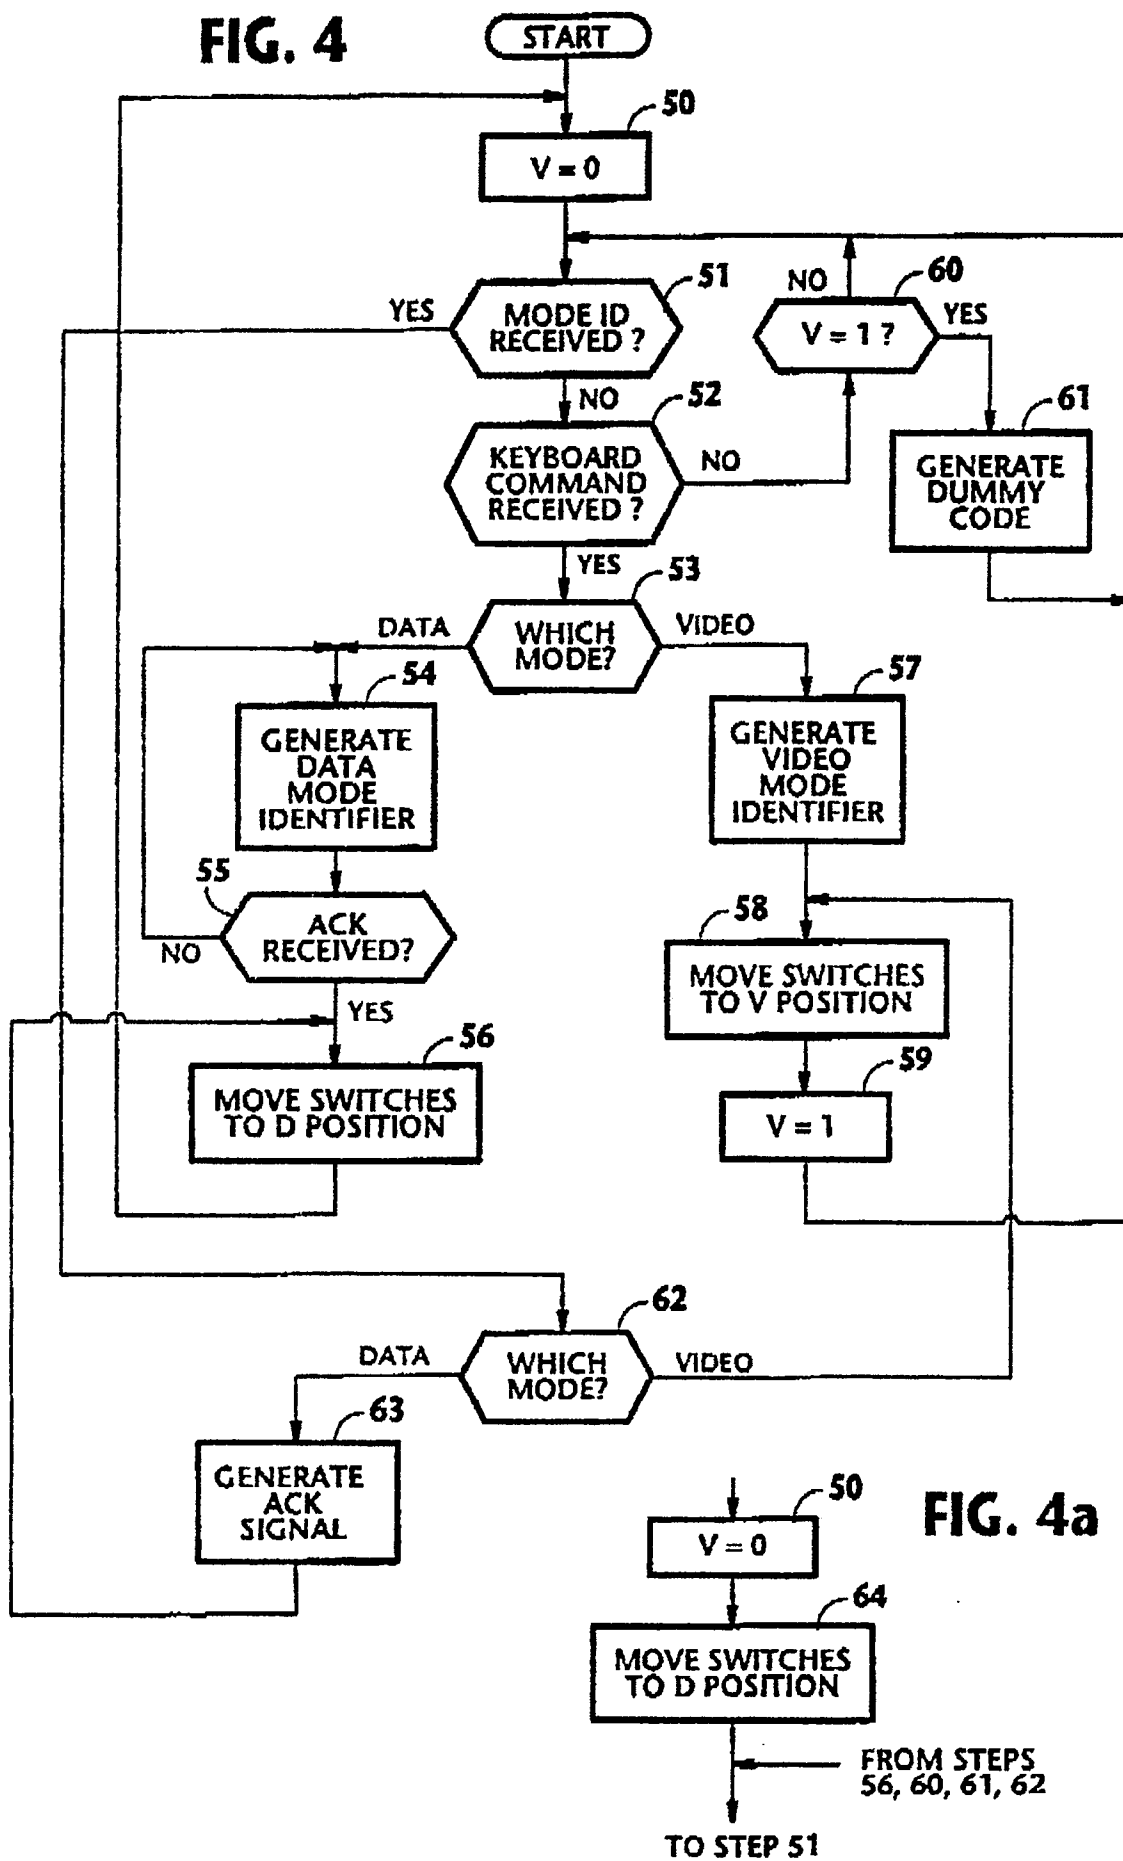 FIG. 4
START
50
V = 0
51
MODE ID
RECEIVED ?
YES
NO
60
V = 1 ?
NO
YES
52
KEYBOARD
COMMAND
RECEIVED ?
NO
YES
61
GENERATE
DUMMY
CODE
53
WHICH
MODE?
DATA
VIDEO
54
GENERATE
DATA
MODE
IDENTIFIER
57
GENERATE
VIDEO
MODE
IDENTIFIER
55
ACK
RECEIVED?
NO
YES
58
MOVE SWITCHES
TO V POSITION
56
MOVE SWITCHES
TO D POSITION
59
V = 1
62
WHICH
MODE?
DATA
VIDEO
63
GENERATE
ACK
SIGNAL
FIG. 4a
50
V = 0
64
MOVE SWITCHES
TO D POSITION
FROM STEPS
56, 60, 61, 62
TO STEP 51